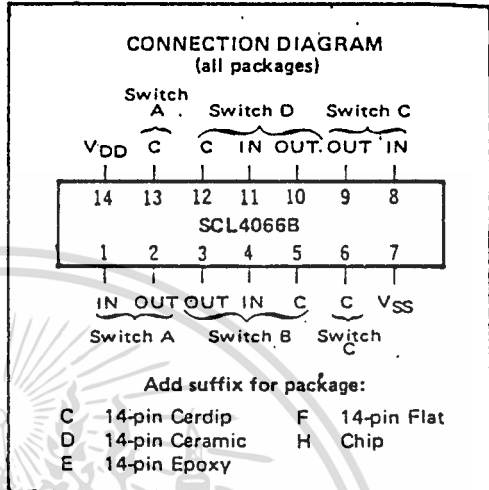 CONNECTION DIAGRAM
(all packages)
Switch
A . Switch D Switch C
VDD C C IN OUT. OUT IN
14 13 12 11 10 9 8
SCL4066B
1 2 3 4 5 6 7
IN OUT OUT IN C C VSS
Switch A Switch B Switch
C
Add suffix for package:
C 14-pin Cerdip F 14-pin Flat
D 14-pin Ceramic H Chip
E 14-pin Epoxy